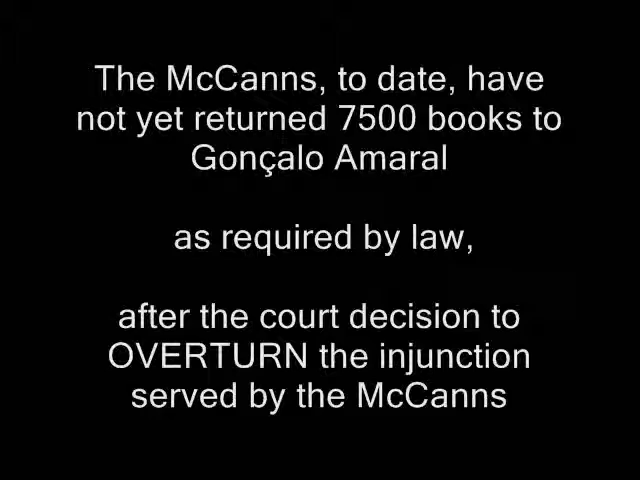 The McCanns, to date, have
not yet returned 7500 books to
Gonçalo Amaral
as required by law,
after the court decision to
OVERTURN the injunction
served by the McCanns